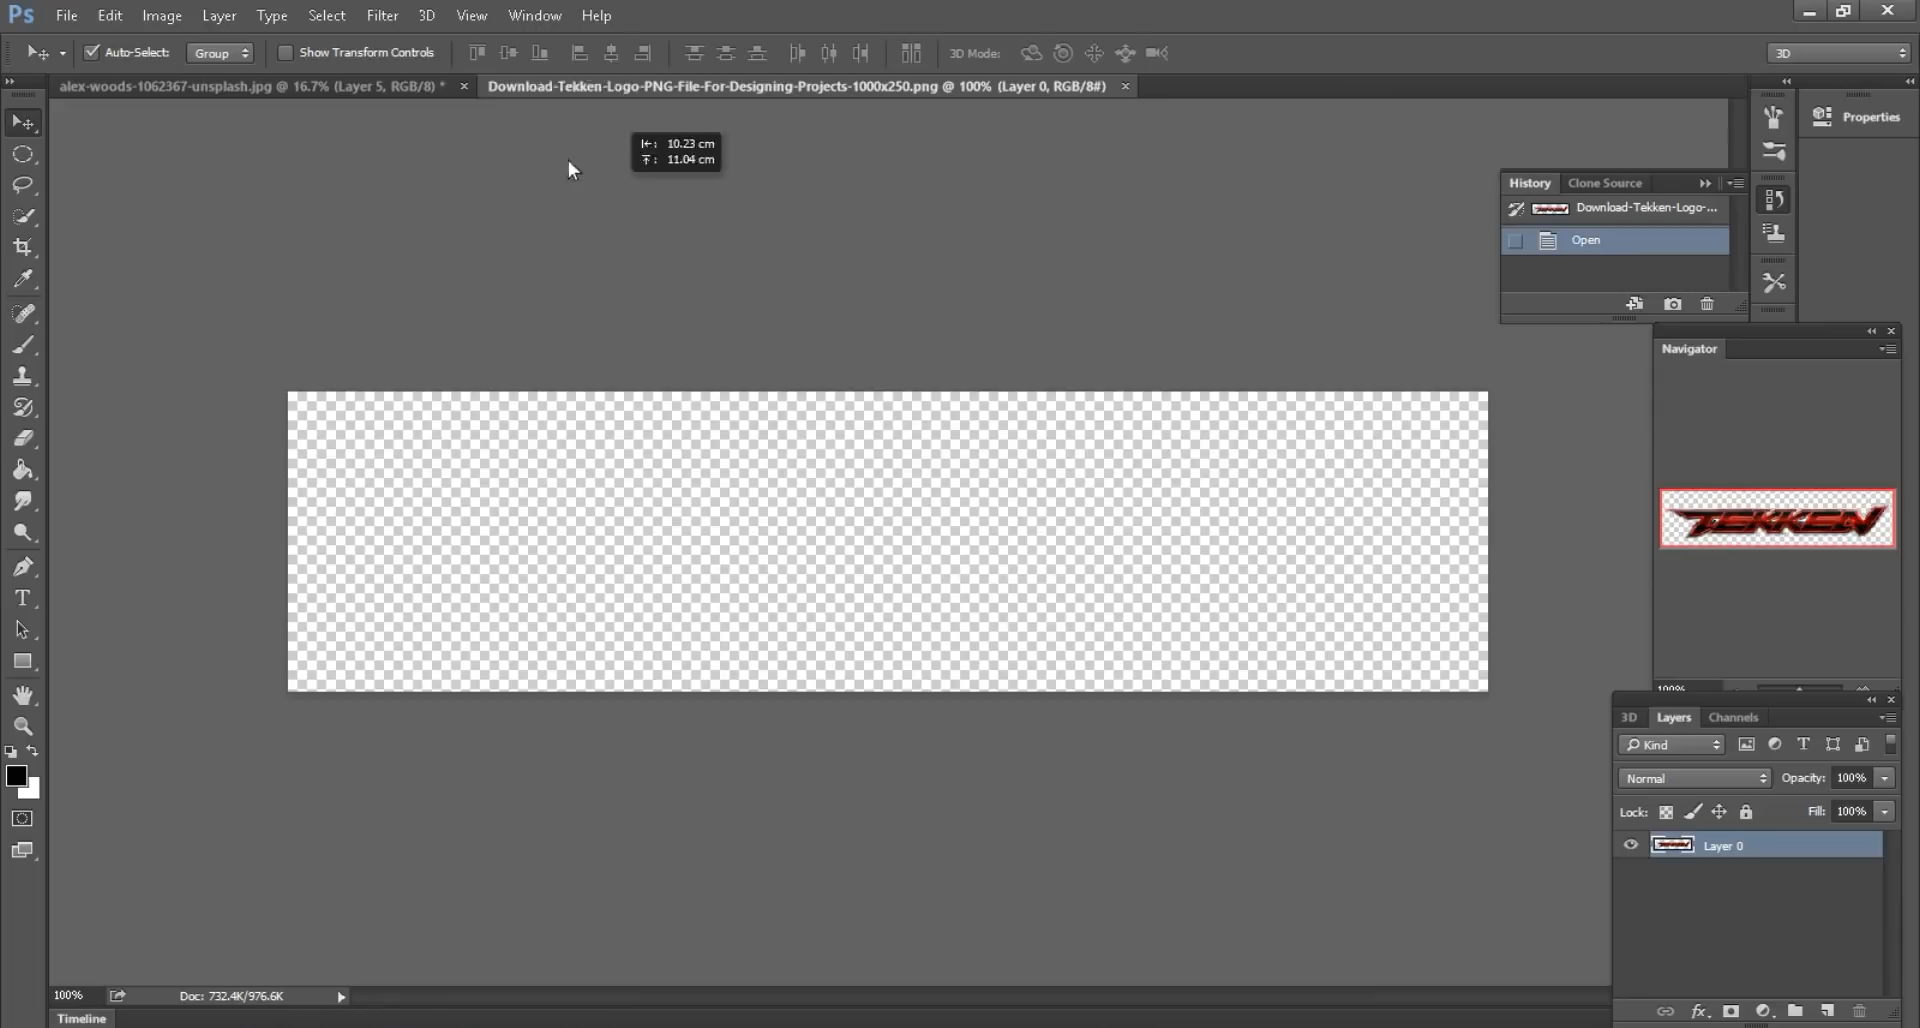 Ps File Edit Image Layer Type Select Filter 3D View Window Help
Auto-Select: Group Show Transform Controls 3D Mode: 3D
alex-woods-1062367-unsplash.jpg @ 16.7% (Layer 5, RGB/8) * × Download-Tekken-Logo-PNG-File-For-Designing-Projects-1000x250.png @ 100% (Layer 0, RGB/8#) ×
Properties
10.23 cm
11.04 cm
History Clone Source
Download-Tekken-Logo-...
Open
Navigator
TEKKEN
100%
3D Layers Channels
Kind
Normal Opacity: 100%
Lock: Fill: 100%
Layer 0
100% Doc: 732.4K/976.6K
fx
Timeline